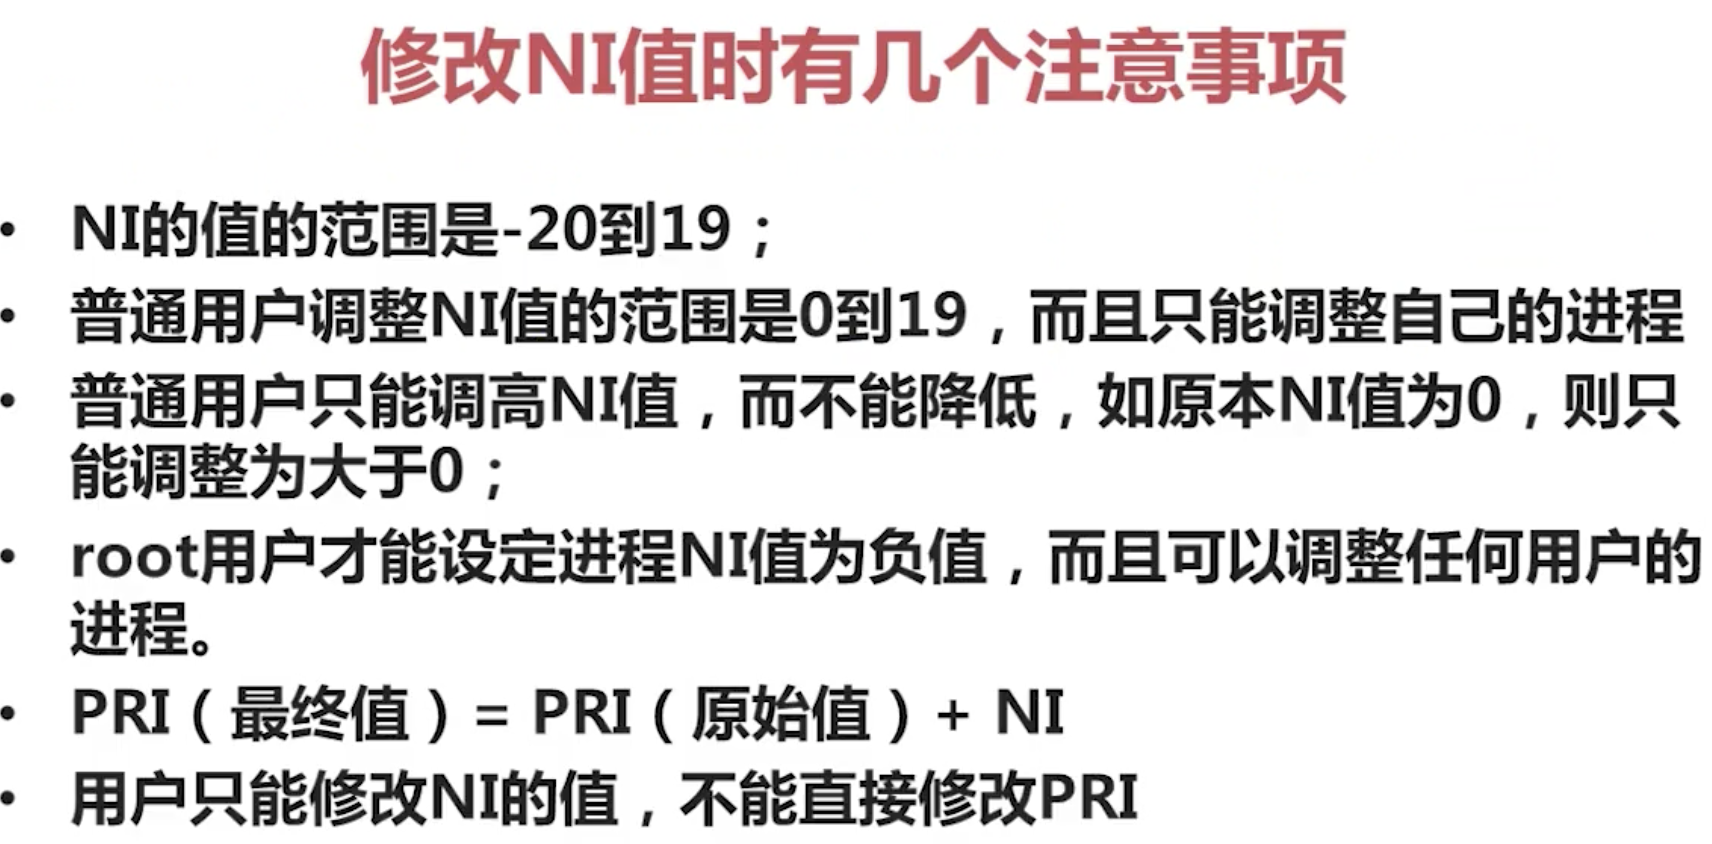 修改NI值时有几个注意事项
• NI的值的范围是-20到19；
• 普通用户调整NI值的范围是0到19，而且只能调整自己的进程
• 普通用户只能调高NI值，而不能降低，如原本NI值为0，则只
能调整为大于0；
• root用户才能设定进程NI值为负值，而且可以调整任何用户的
进程。
• PRI（最终值）= PRI（原始值）+ NI
• 用户只能修改NI的值，不能直接修改PRI